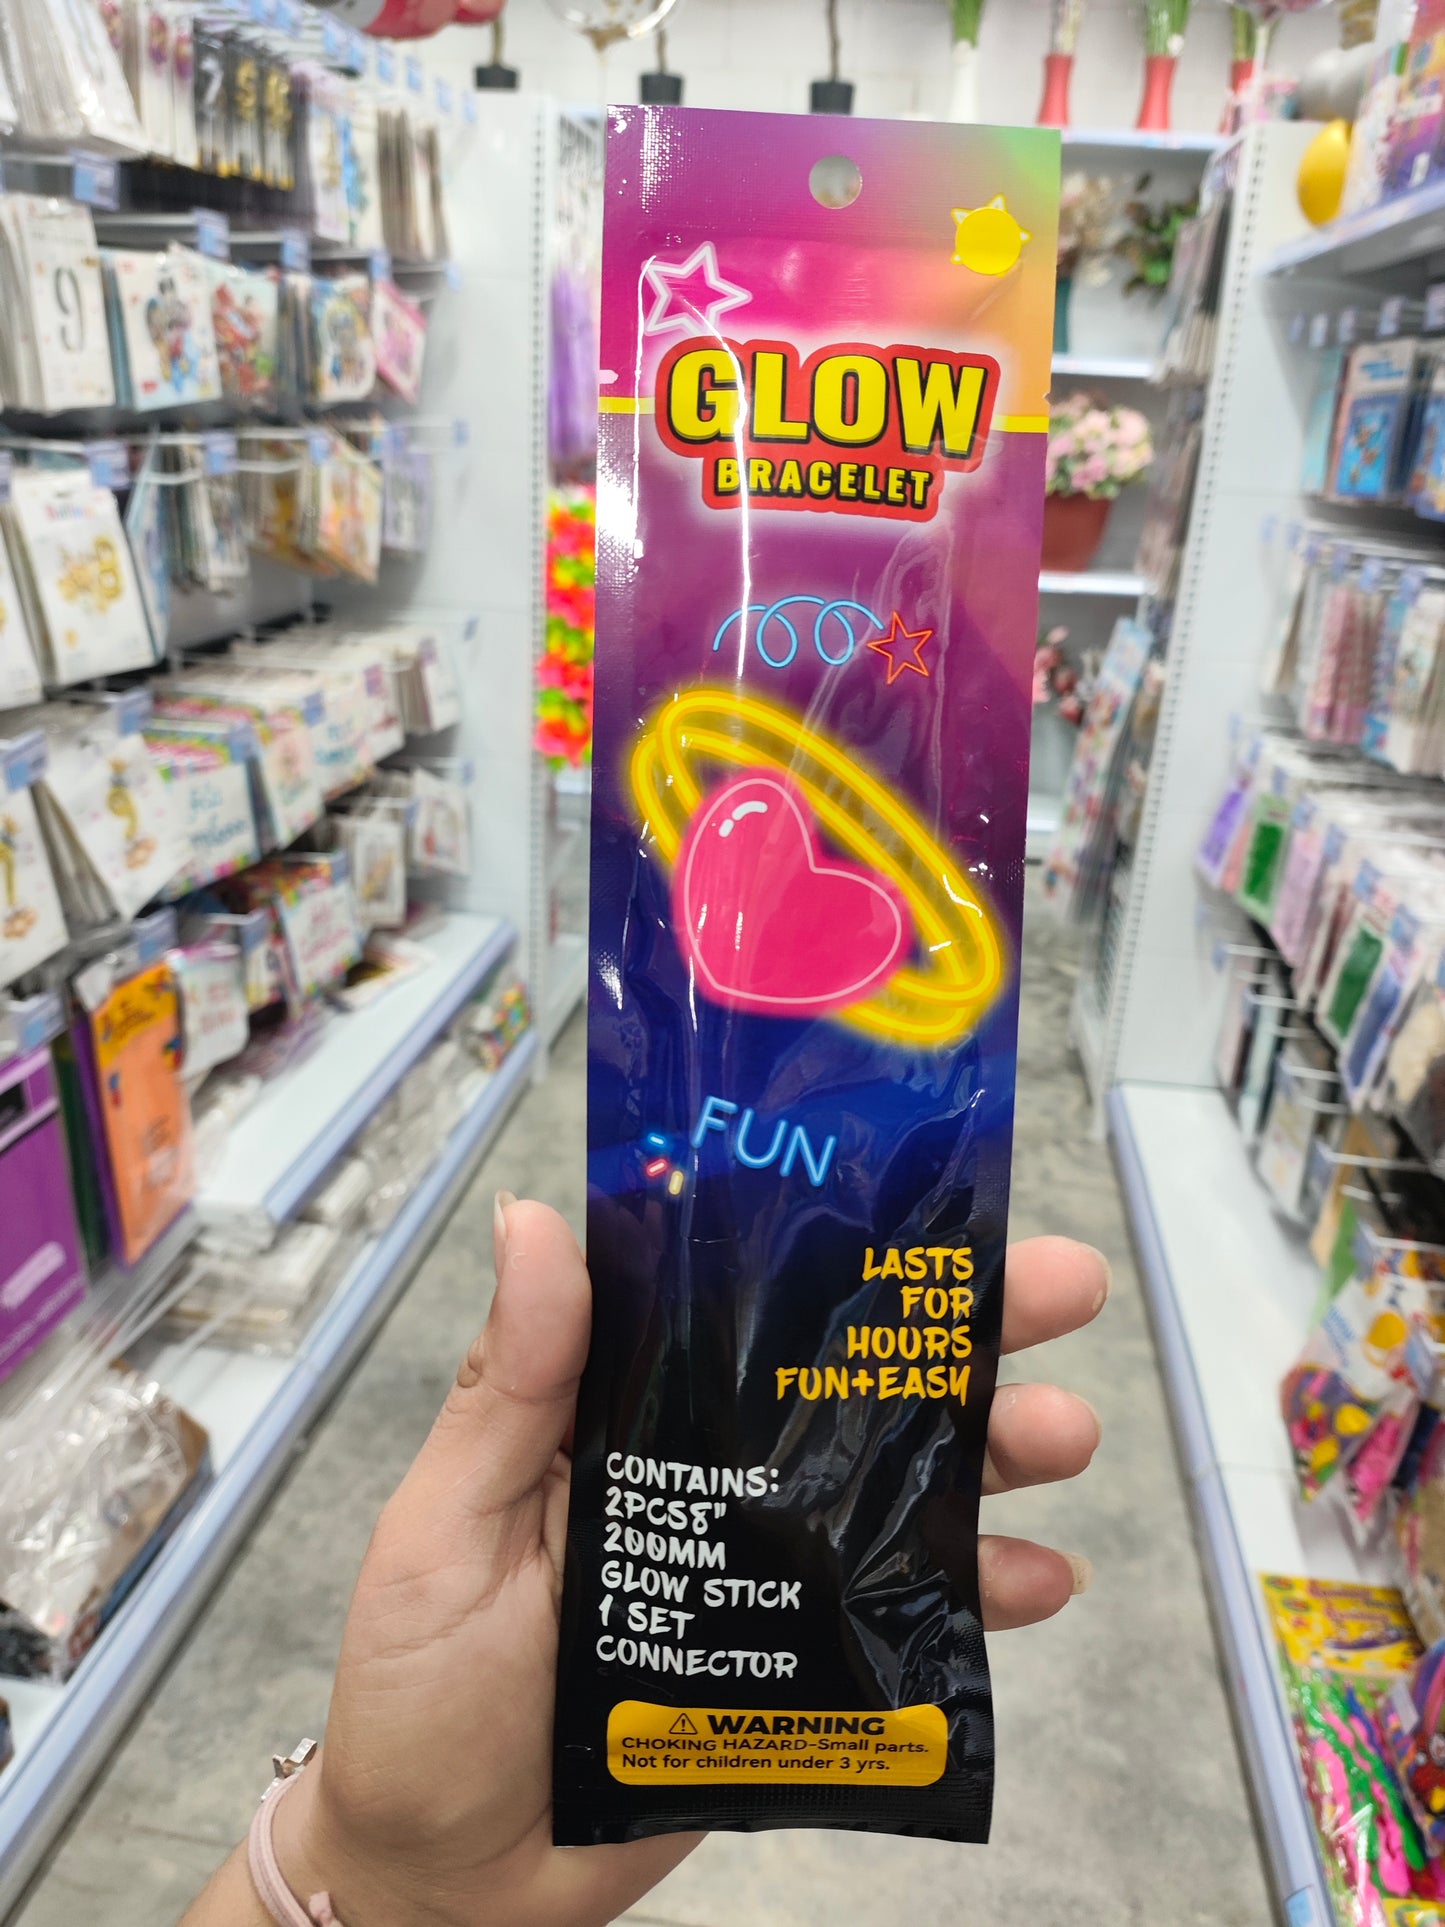 GLOW
BRACELET
FUN
LASTS
FOR
HOURS
FUN+EASY
CONTAINS:
2PCS8"
200MM
GLOW STICK
1 SET
CONNECTOR
⚠ WARNING
CHOKING HAZARD-Small parts.
Not for children under 3 yrs.
9